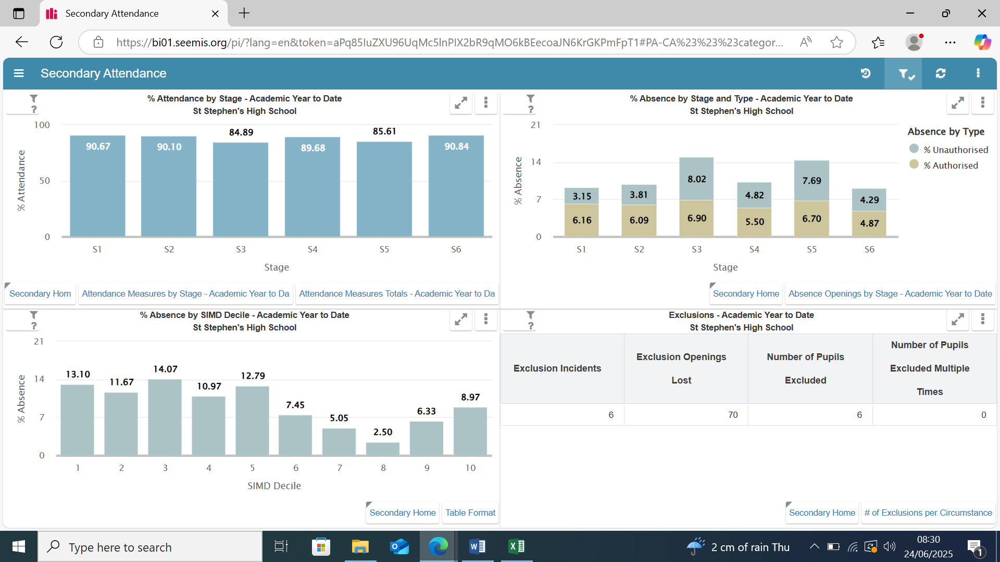 Secondary Attendance
https://bi01.seemis.org/pi/?lang=en&token=aPq85IuZXU96UqMc5lnPIX2bR9qMO6kBEecoaJN6KrGKPmFpT1#PA-CA%23%23%23categor...
Secondary Attendance
% Attendance by Stage - Academic Year to Date
St Stephen's High School
100
50
0
% Attendance
90.67
90.10
84.89
89.68
85.61
90.84
S1 S2 S3 S4 S5 S6
Stage
Secondary Hom
Attendance Measures by Stage - Academic Year to Da
Attendance Measures Totals - Academic Year to Da
% Absence by Stage and Type - Academic Year to Date
St Stephen's High School
21
14
7
0
% Absence
3.15 3.81 8.02 4.82 7.69 4.29
6.16 6.09 6.90 5.50 6.70 4.87
S1 S2 S3 S4 S5 S6
Stage
Absence by Type
% Unauthorised
% Authorised
Secondary Home
Absence Openings by Stage - Academic Year to Date
% Absence by SIMD Decile - Academic Year to Date
St Stephen's High School
21
14
7
0
% Absence
13.10 11.67 14.07 10.97 12.79 7.45 5.05 2.50 6.33 8.97
1 2 3 4 5 6 7 8 9 10
SIMD Decile
Secondary Home
Table Format
Exclusions - Academic Year to Date
St Stephen's High School
Exclusion Incidents
Exclusion Openings
Lost
Number of Pupils
Excluded
Number of Pupils
Excluded Multiple
Times
6 70 6 0
Secondary Home
# of Exclusions per Circumstance
Type here to search
2 cm of rain Thu
08:30
24/06/2025
1